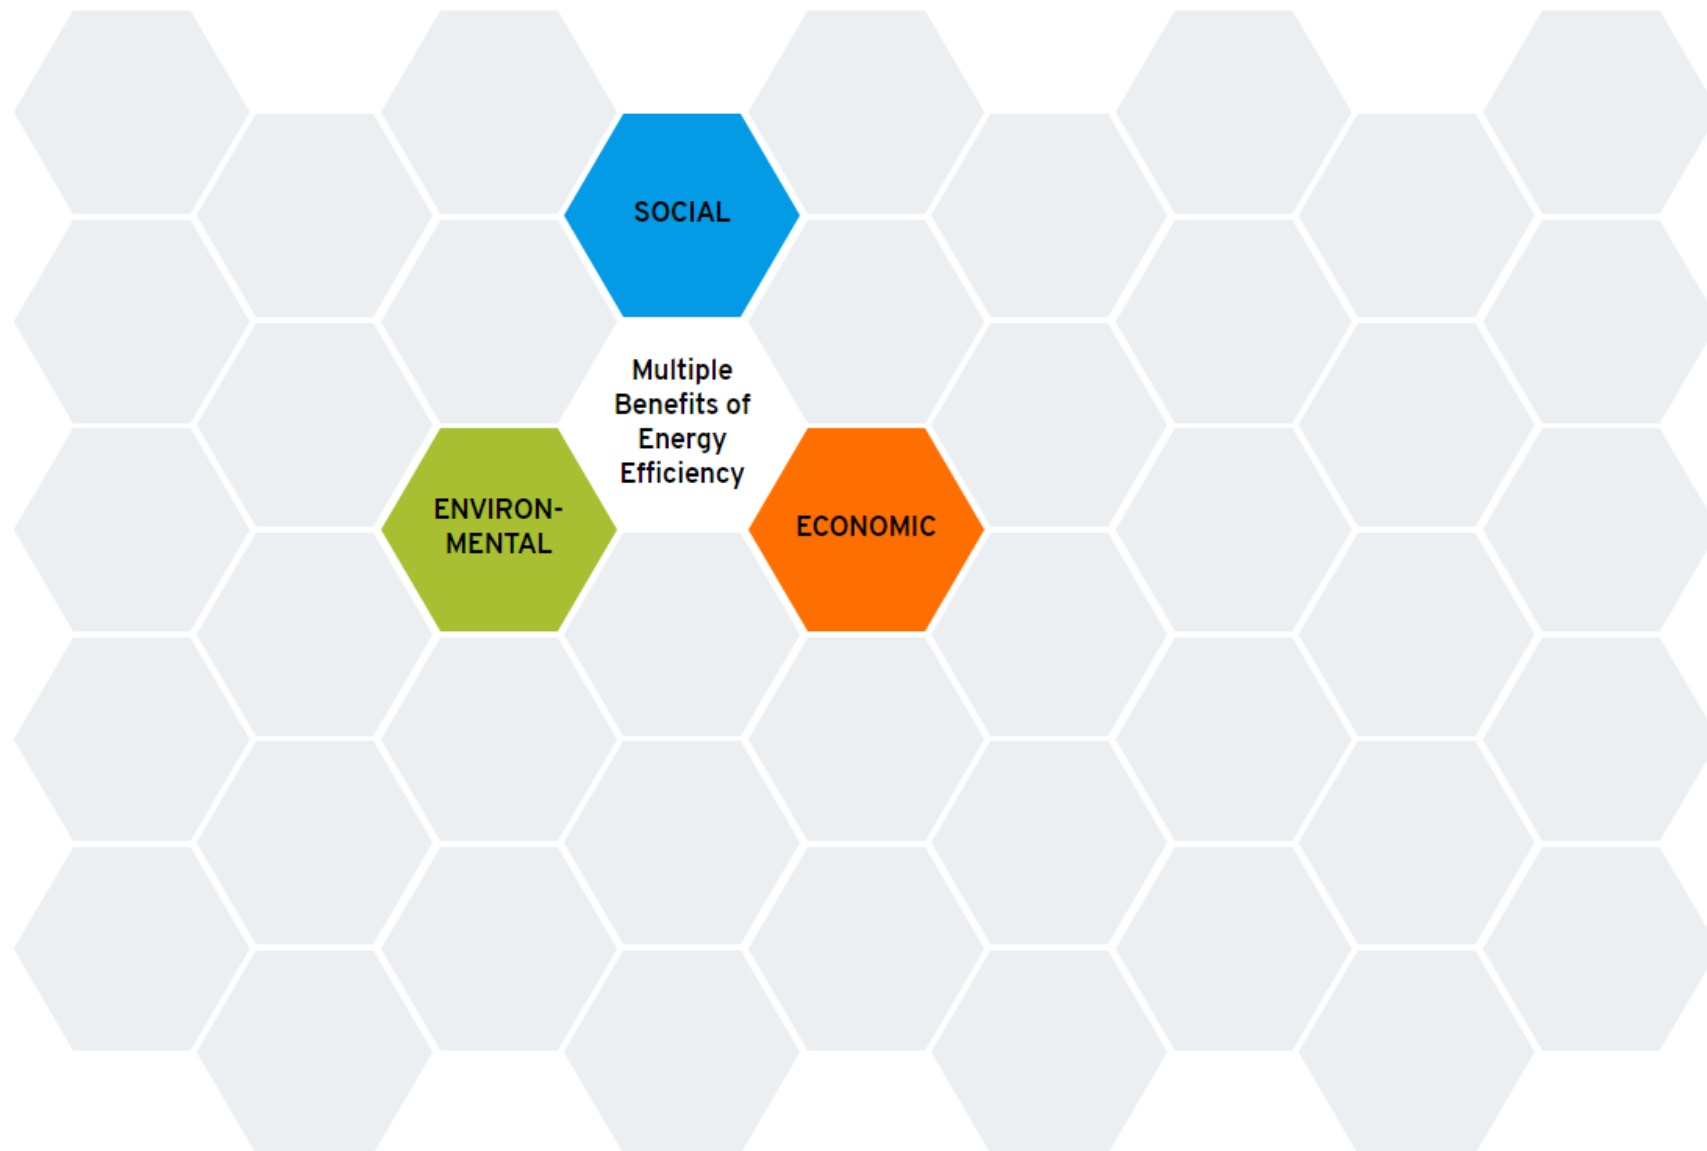 SOCIAL
Multiple
Benefits of
Energy
Efficiency
ENVIRON-
MENTAL
ECONOMIC